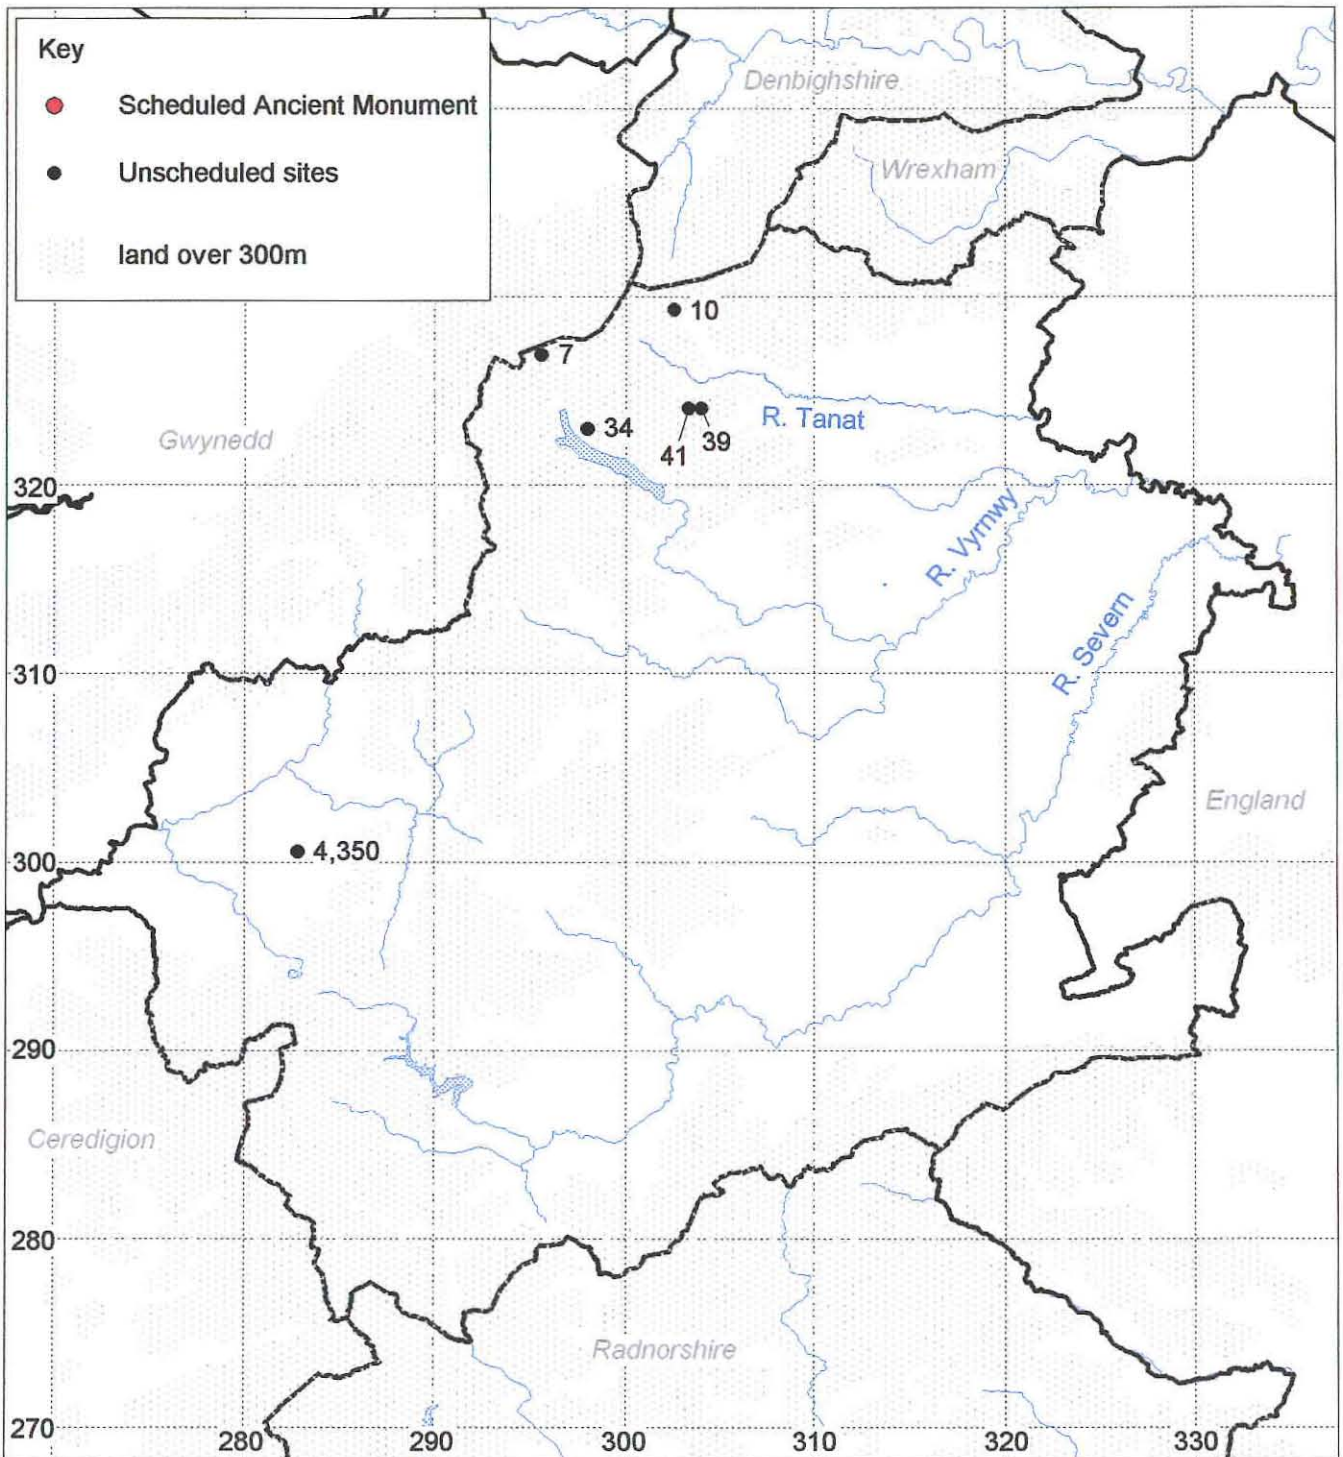 Key
Scheduled Ancient Monument
Unscheduled sites
land over 300m
Denbighshire
Wrexham
10
7
34
41
39
R. Tanat
Gwynedd
320
R. Vyrnwy
R. Severn
310
England
4,350
300
290
Ceredigion
280
Radnorshire
270
280 290 300 310 320 330